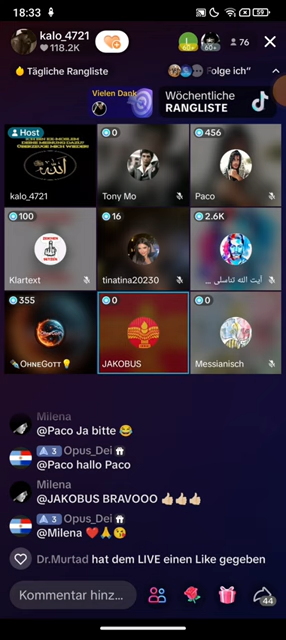 18:33
59
kalo_4721
118.2K
60+
60+
76
Tägliche Rangliste
Folge ich"
Vielen Dank
Wöchentliche
RANGLISTE
Host
kalo_4721
0
Tony Mo
456
Paco
100
Klartext
16
tinatina20230
2.6K
355
OHNEGOTT
0
JAKOBUS
0
Messianisch
Milena
@Paco Ja bitte 😂
A 3 Opus_Dei
@Paco hallo Paco
Milena
@JAKOBUS BRAVOOO 👍🏼👍🏼👍🏼
A 3 Opus_Dei
@Milena ❤️🙏😘
Dr.Murtad hat dem LIVE einen Like gegeben
Kommentar hinz...
44